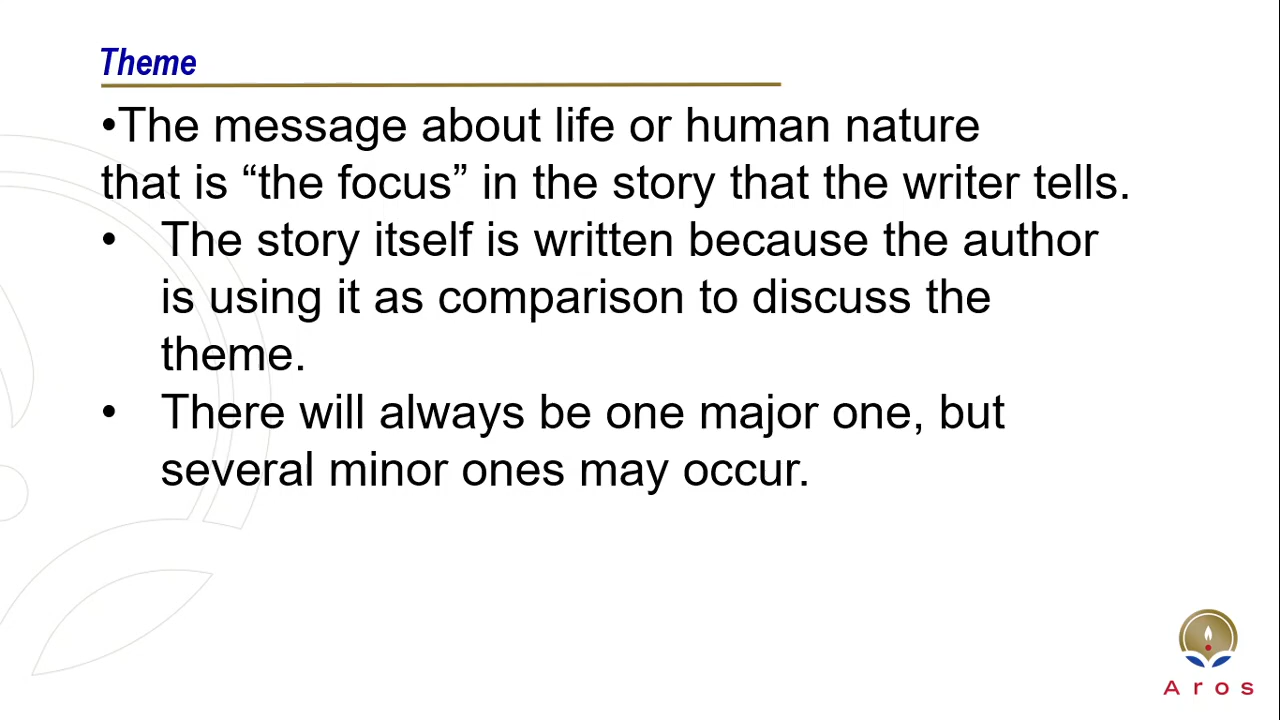 Theme
•The message about life or human nature
that is “the focus” in the story that the writer tells.
• The story itself is written because the author
is using it as comparison to discuss the
theme.
• There will always be one major one, but
several minor ones may occur.
Aros